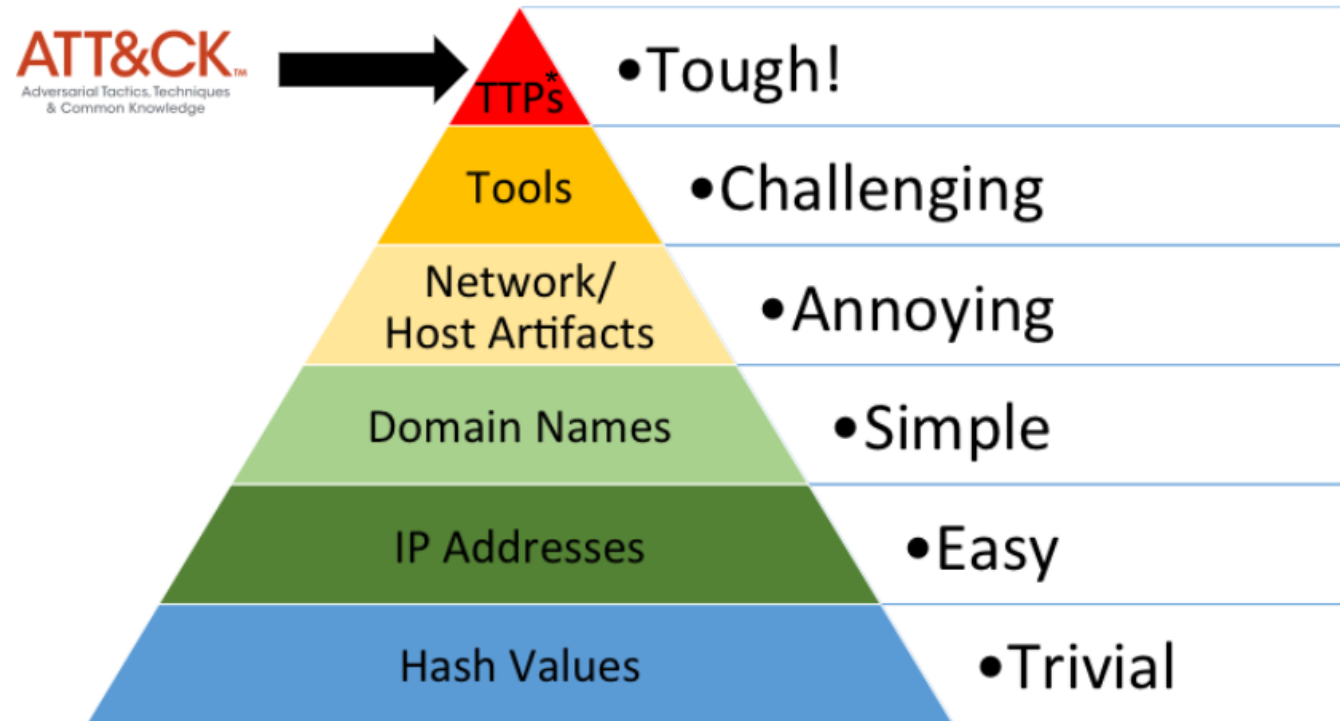 ATT&CK™
Adversarial Tactics, Techniques
& Common Knowledge
TTPs*
•Tough!
Tools
•Challenging
Network/
Host Artifacts
•Annoying
Domain Names
•Simple
IP Addresses
•Easy
Hash Values
•Trivial